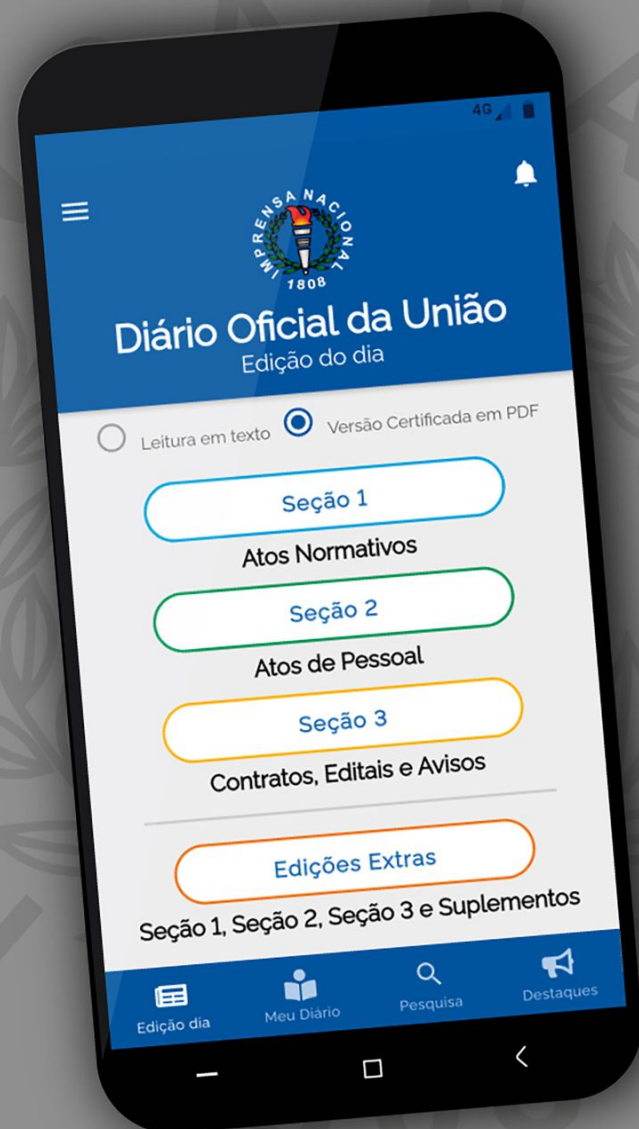 4G
IMPRENSA NACIONAL
1808
Diário Oficial da União
Edição do dia
Leitura em texto Versão Certificada em PDF
Seção 1
Atos Normativos
Seção 2
Atos de Pessoal
Seção 3
Contratos, Editais e Avisos
Edições Extras
Seção 1, Seção 2, Seção 3 e Suplementos
Edição dia Meu Diário Pesquisa Destaques